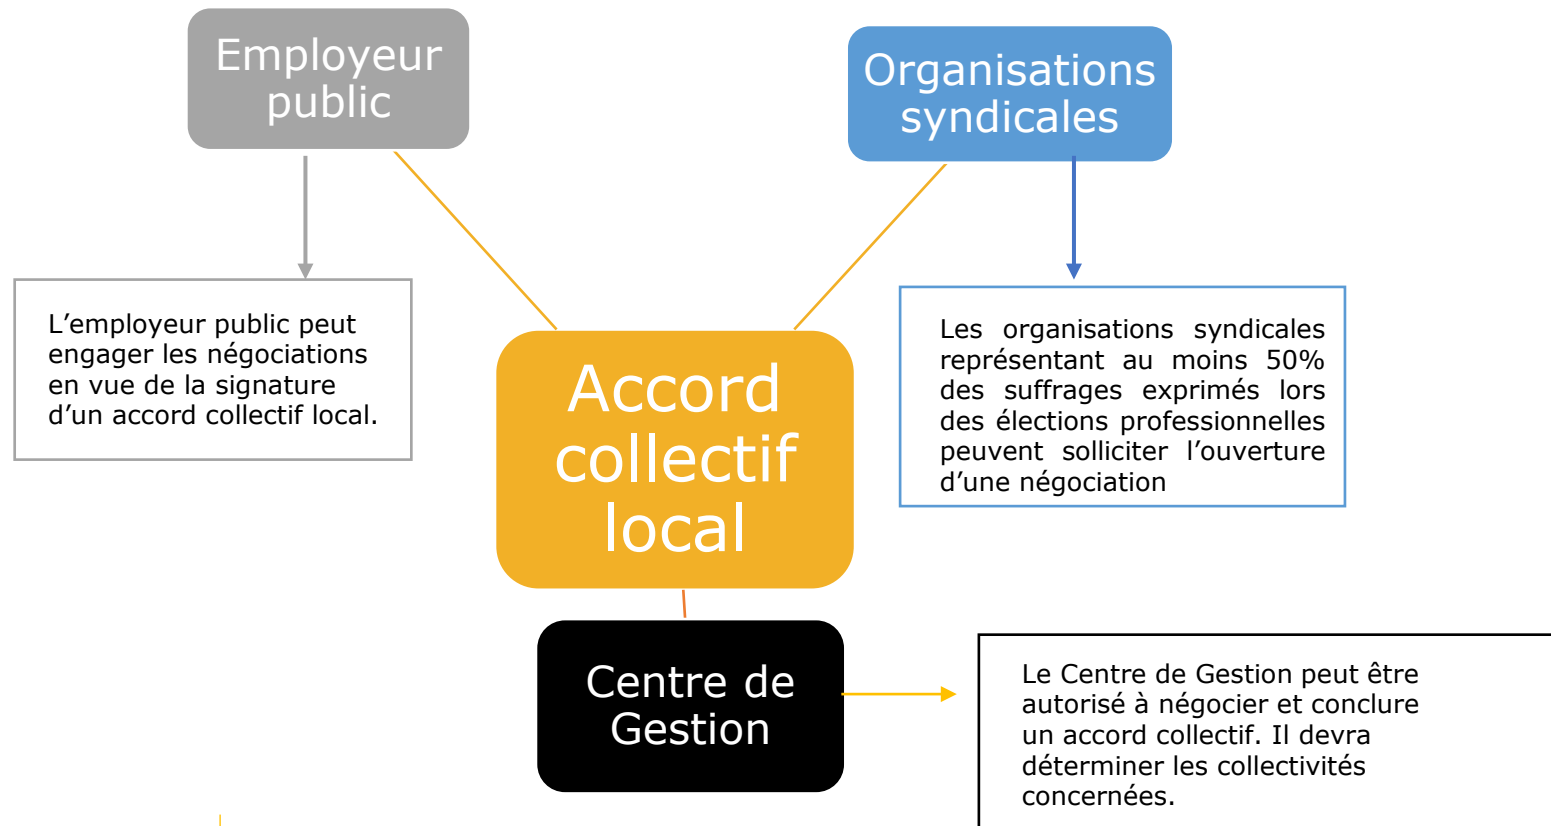 Employeur
public
Organisations
syndicales
L’employeur public peut
engager les négociations
en vue de la signature
d’un accord collectif local.
Accord
collectif
local
Les organisations syndicales
représentant au moins 50%
des suffrages exprimés lors
des élections professionnelles
peuvent solliciter l’ouverture
d’une négociation
Centre de
Gestion
Le Centre de Gestion peut être
autorisé à négocier et conclure
un accord collectif. Il devra
déterminer les collectivités
concernées.